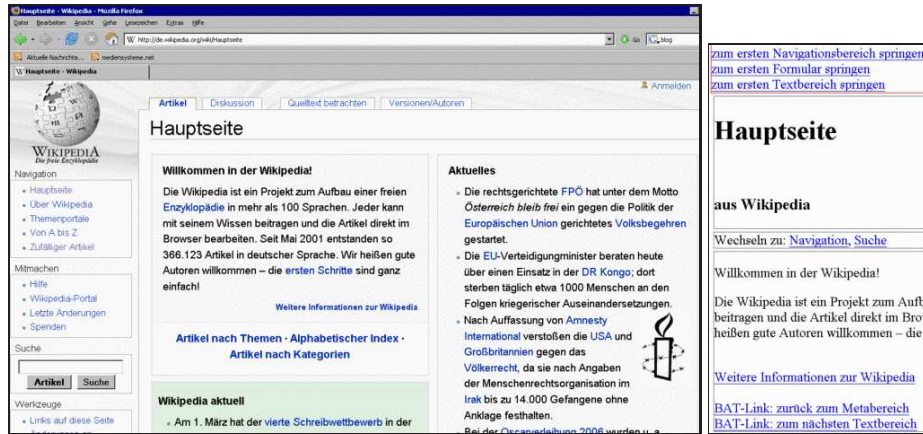 Hauptseite - Wikipedia - Mozilla Firefox
Datei Bearbeiten Ansicht Gehe Lesezeichen Extras Hilfe
http://de.wikipedia.org/wiki/Hauptseite
Go
blog
Aktuelle Nachrichte... mediensysteme.net
Hauptseite - Wikipedia
Anmelden
Artikel Diskussion Quelltext betrachten Versionen/Autoren
WIKIPEDIA
Die freie Enzyklopädie
Navigation
Hauptseite
Über Wikipedia
Themenportale
Von A bis Z
Zufälliger Artikel
Mitmachen
Hilfe
Wikipedia-Portal
Letzte Änderungen
Spenden
Suche
Artikel Suche
Werkzeuge
Links auf diese Seite
Hauptseite
Willkommen in der Wikipedia!
Die Wikipedia ist ein Projekt zum Aufbau einer freien
Enzyklopädie in mehr als 100 Sprachen. Jeder kann
mit seinem Wissen beitragen und die Artikel direkt im
Browser bearbeiten. Seit Mai 2001 entstanden so
366.123 Artikel in deutscher Sprache. Wir heißen gute
Autoren willkommen – die ersten Schritte sind ganz
einfach!
Weitere Informationen zur Wikipedia
Artikel nach Themen · Alphabetischer Index ·
Artikel nach Kategorien
Wikipedia aktuell
Am 1. März hat der vierte Schreibwettbewerb in der
Aktuelles
Die rechtsgerichtete FPÖ hat unter dem Motto
Österreich bleib frei ein gegen die Politik der
Europäischen Union gerichtetes Volksbegehren
gestartet.
Die EU-Verteidigungminister beraten heute
über einen Einsatz in der DR Kongo; dort
sterben täglich etwa 1000 Menschen an den
Folgen kriegerischer Auseinandersetzungen.
Nach Auffassung von Amnesty
International verstoßen die USA und
Großbritannien gegen das
Völkerrecht, da sie nach Angaben
der Menschenrechtsorganisation im
Irak bis zu 14.000 Gefangene ohne
Anklage festhalten.
Bei der Oscarverleihung 2006 wurden u. a.
zum ersten Navigationsbereich springen
zum ersten Formular springen
zum ersten Textbereich springen
Hauptseite
aus Wikipedia
Wechseln zu: Navigation, Suche
Willkommen in der Wikipedia!
Die Wikipedia ist ein Projekt zum Aufb
beitragen und die Artikel direkt im Bro
heißen gute Autoren willkommen – die
Weitere Informationen zur Wikipedia
BAT-Link: zurück zum Metabereich
BAT-Link: zum nächsten Textbereich